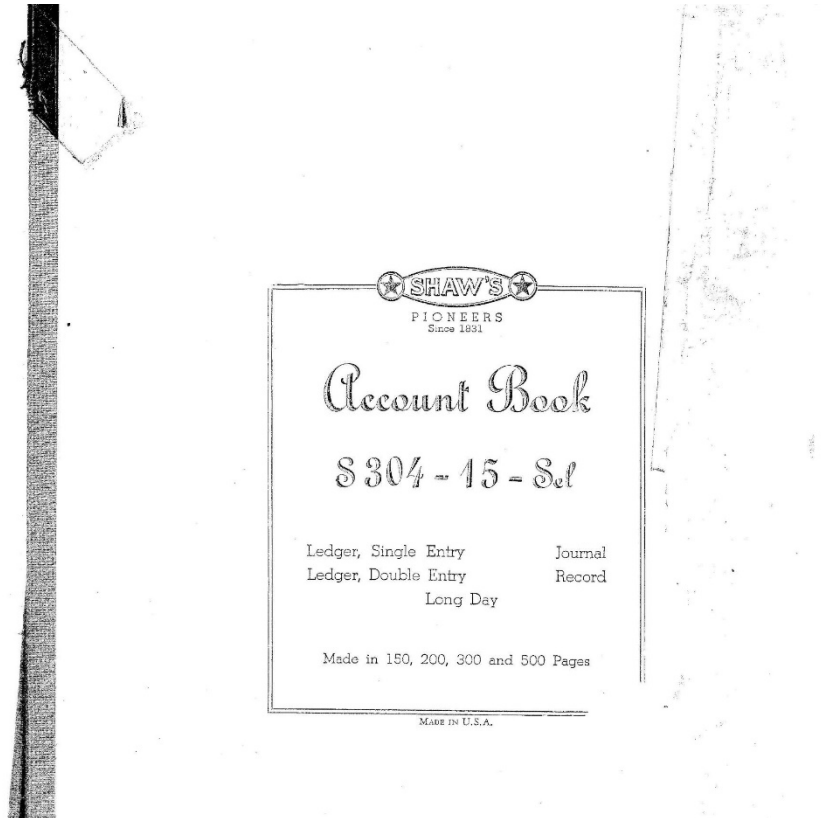 SHAW'S
PIONEERS
Since 1831
Account Book
S 304 - 15 - Sel
Ledger, Single Entry Journal
Ledger, Double Entry Record
Long Day
Made in 150, 200, 300 and 500 Pages
MADE IN U.S.A.